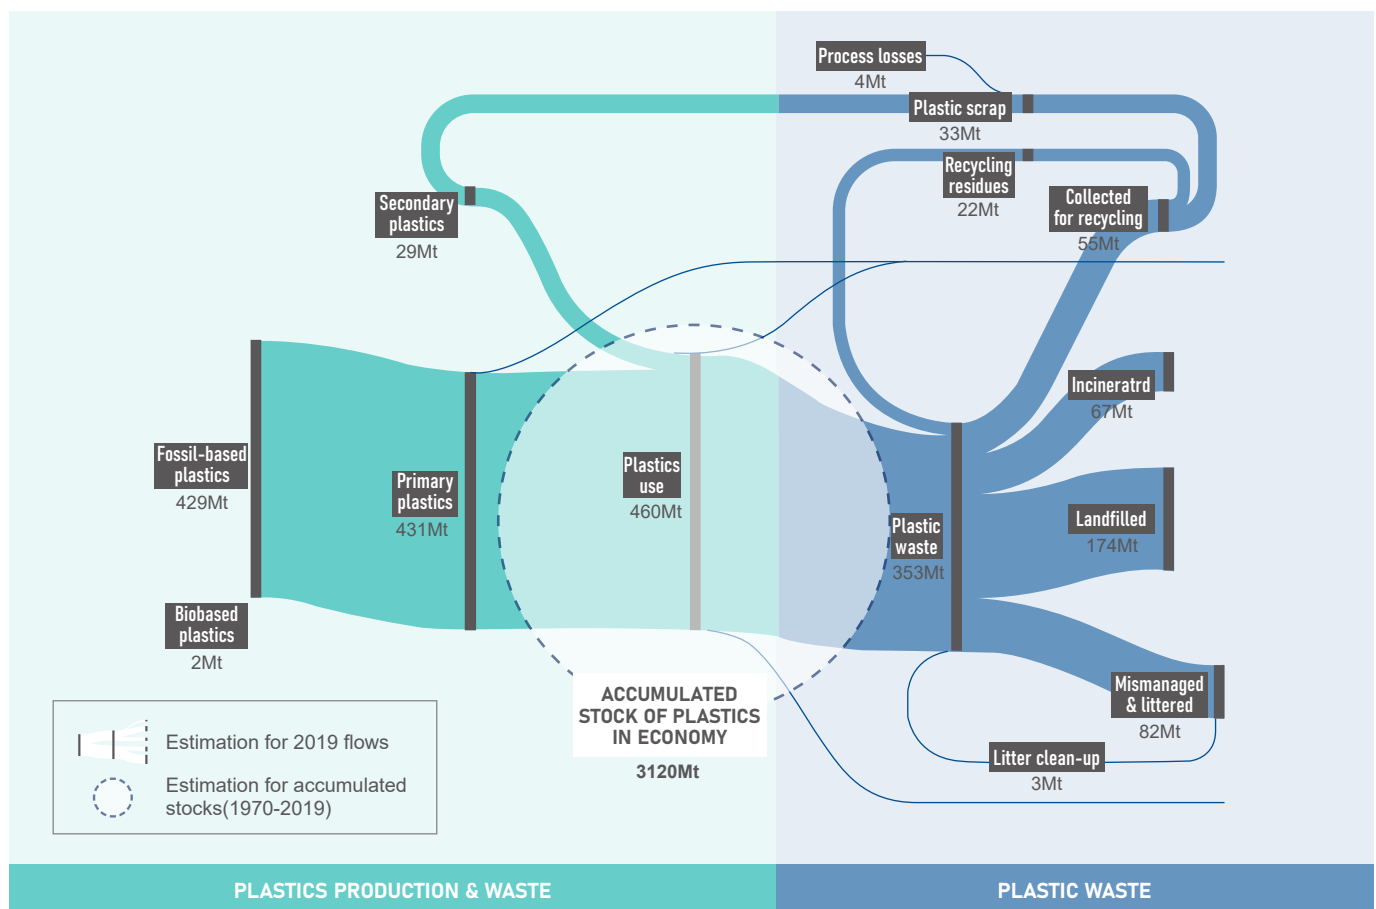 Process losses
4Mt
Plastic scrap
33Mt
Recycling
residues
22Mt
Collected
for recycling
55Mt
Secondary
plastics
29Mt
Incineratrd
67Mt
Fossil-based
plastics
429Mt
Primary
plastics
431Mt
Plastics
use
460Mt
Plastic
waste
353Mt
Landfilled
174Mt
Biobased
plastics
2Mt
Mismanaged
& littered
82Mt
Litter clean-up
3Mt
ACCUMULATED
STOCK OF PLASTICS
IN ECONOMY
3120Mt
Estimation for 2019 flows
Estimation for accumulated
stocks(1970-2019)
PLASTICS PRODUCTION & WASTE
PLASTIC WASTE